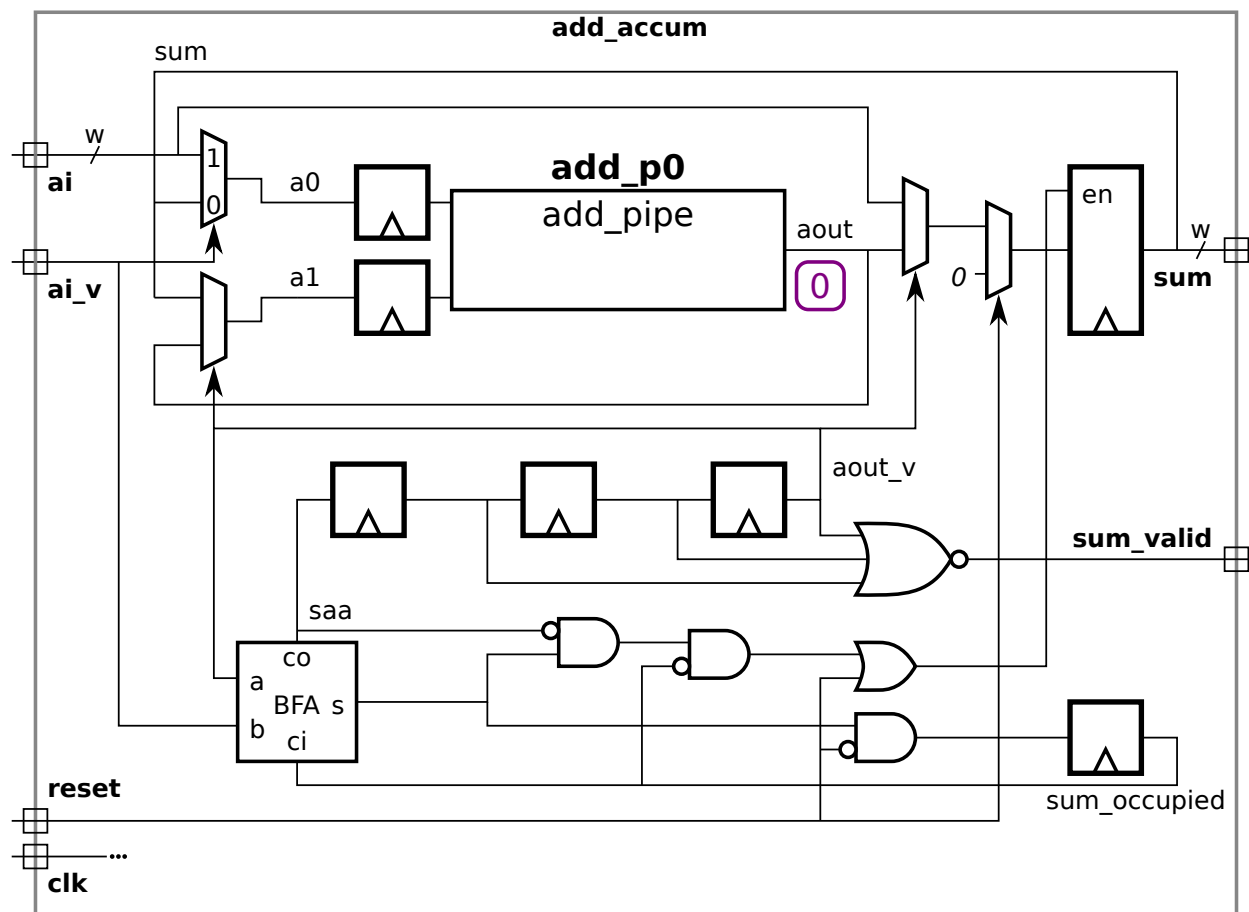 add_accum
sum
w
ai
1
0
a0
add_p0
add_pipe
en
aout
0
0
w
sum
ai_v
a1
aout_v
sum_valid
saa
co
a
BFA s
b
ci
reset
sum_occupied
...
clk